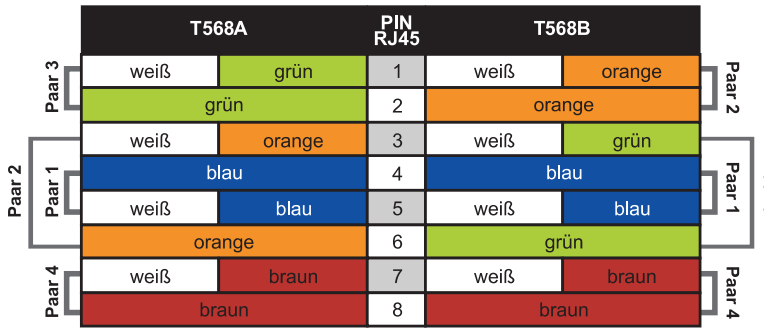 T568A PIN RJ45 T568B
Paar 3 weiß grün 1 weiß orange Paar 2
grün 2 orange
Paar 2 weiß orange 3 weiß grün
Paar 1 blau 4 blau Paar 1
weiß blau 5 weiß blau
orange 6 grün
Paar 4 weiß braun 7 weiß braun Paar 4
braun 8 braun